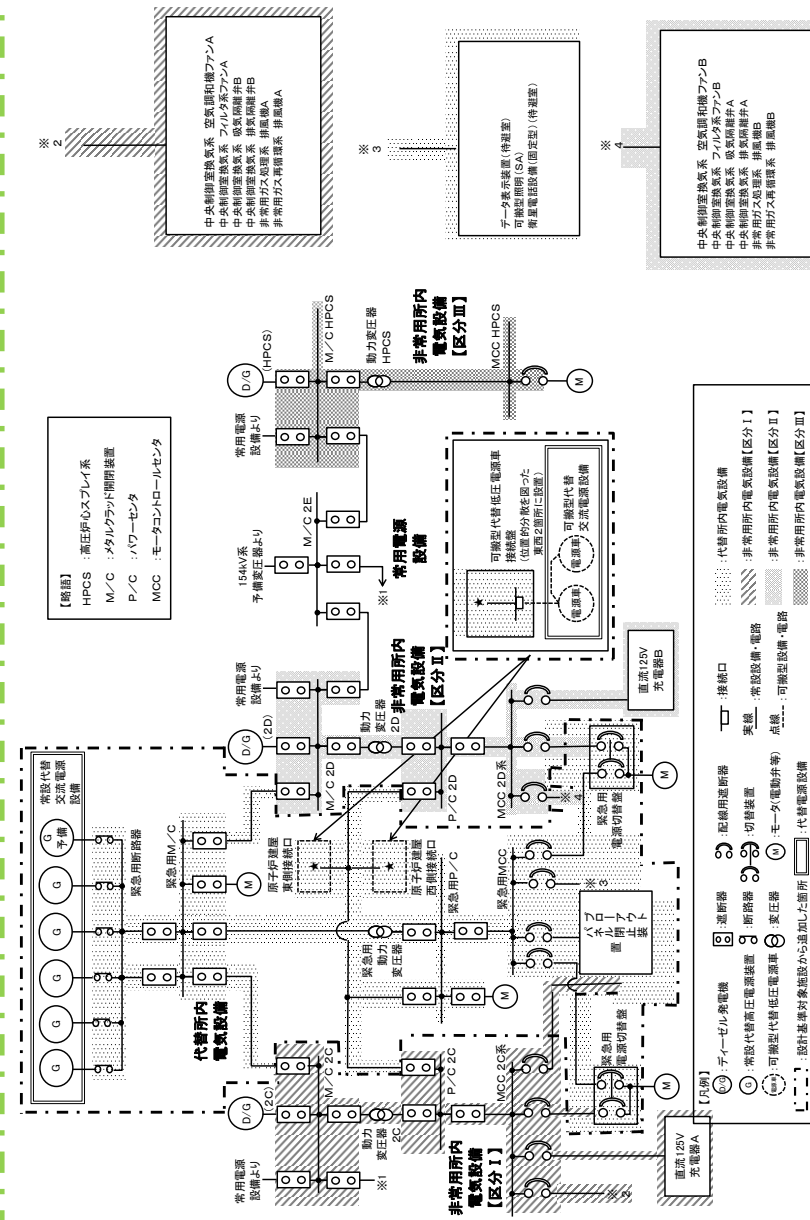 ※2
中央制御室換気系 空気調和機ファンA
中央制御室換気系 フィルタ系ファンA
中央制御室換気系 吸気隔離弁B
中央制御室換気系 排気隔離弁B
非常用ガス処理系 排風機A
非常用ガス再循環系 排風機A
※3
データ表示装置(待避室)
可搬型照明(SA)
衛星電話設備(固定型)(待避室)
※4
中央制御室換気系 空気調和機ファンB
中央制御室換気系 フィルタ系ファンB
中央制御室換気系 吸気隔離弁A
中央制御室換気系 排気隔離弁A
非常用ガス処理系 排風機B
非常用ガス再循環系 排風機B
【略語】
HPCS :高圧炉心スプレイ系
M/C :メタルクラッド開閉装置
P/C :パワーセンタ
MCC :モータコントロールセンタ
常用電源
設備より
D/G
(2C)
M/C 2C
※1
動力
変圧器
2C
P/C 2C
非常用所内
電気設備
【区分Ⅰ】
MCC 2C系
※2
直流125V
充電器A
緊急用
電源切替盤
M
常設代替
交流電源
設備
G
G
G
G
G
G
予備
緊急用断路器
緊急用M/C
M
代替所内
電気設備
緊急用
動力
変圧器
緊急用P/C
M
原子炉建屋
東側接続口
★
原子炉建屋
西側接続口
★
緊急用MCC
※3
ブローアウト
パネル閉止装
置
常用電源
設備より
D/G
(2D)
M/C 2D
動力
変圧器
2D
P/C 2D
非常用所内
電気設備
【区分Ⅱ】
MCC 2D系
※4
緊急用
電源切替盤
M
直流125V
充電器B
154kV系
予備変圧器より
M/C 2E
※1
常用電源
設備
可搬型代替低圧電源車
接続盤
(位置的分散を図った
東西2箇所に設置)
★
可搬型代替
交流電源設備
電源車
電源車
常用電源
設備より
D/G
(HPCS)
M/C HPCS
動力変圧器
HPCS
非常用所内
電気設備
【区分Ⅲ】
MCC HPCS
M
【凡例】
D/G :ディーゼル発電機
G :常設代替高圧電源装置
電源車 :可搬型代替低圧電源車
:設計基準対象施設から追加した箇所
:遮断器
:断路器
:変圧器
:配線用遮断器
:切替装置
M :モータ(電動弁等)
:代替電源設備
:接続口
実線 :常設設備・電路
点線 :可搬型設備・電路
:代替所内電気設備
:非常用所内電気設備【区分Ⅰ】
:非常用所内電気設備【区分Ⅱ】
:非常用所内電気設備【区分Ⅲ】